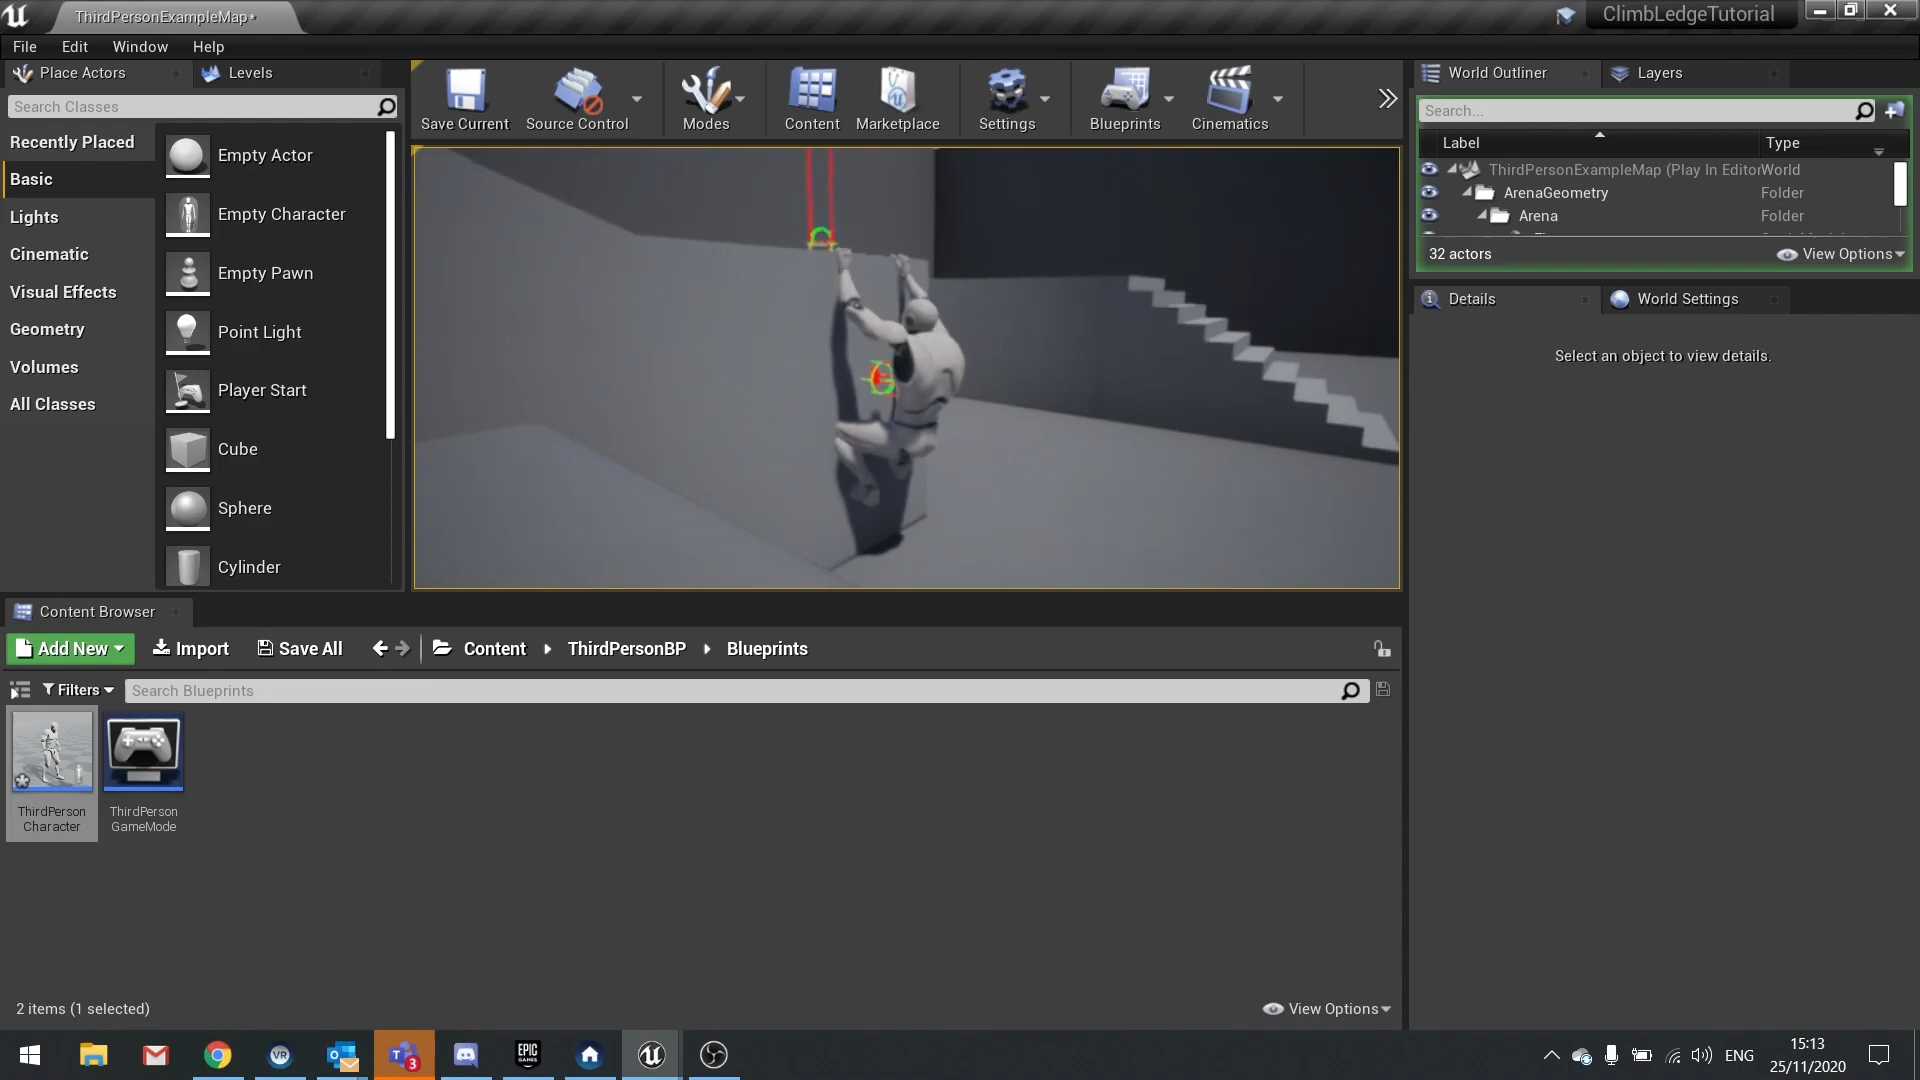 ThirdPersonExampleMap*
ClimbLedgeTutorial
File Edit Window Help
Place Actors
Levels
Search Classes
Recently Placed
Basic
Lights
Cinematic
Visual Effects
Geometry
Volumes
All Classes
Empty Actor
Empty Character
Empty Pawn
Point Light
Player Start
Cube
Sphere
Cylinder
Save Current
Source Control
Modes
Content
Marketplace
Settings
Blueprints
Cinematics
World Outliner
Layers
Search...
Label Type
ThirdPersonExampleMap (Play In Editor World
ArenaGeometry Folder
Arena Folder
32 actors
View Options
Details
World Settings
Select an object to view details.
Content Browser
Add New
Import
Save All
Content
ThirdPersonBP
Blueprints
Filters
Search Blueprints
ThirdPerson
Character
ThirdPerson
GameMode
2 items (1 selected)
View Options
VR
3
EPIC
GAMES
ENG
15:13
25/11/2020